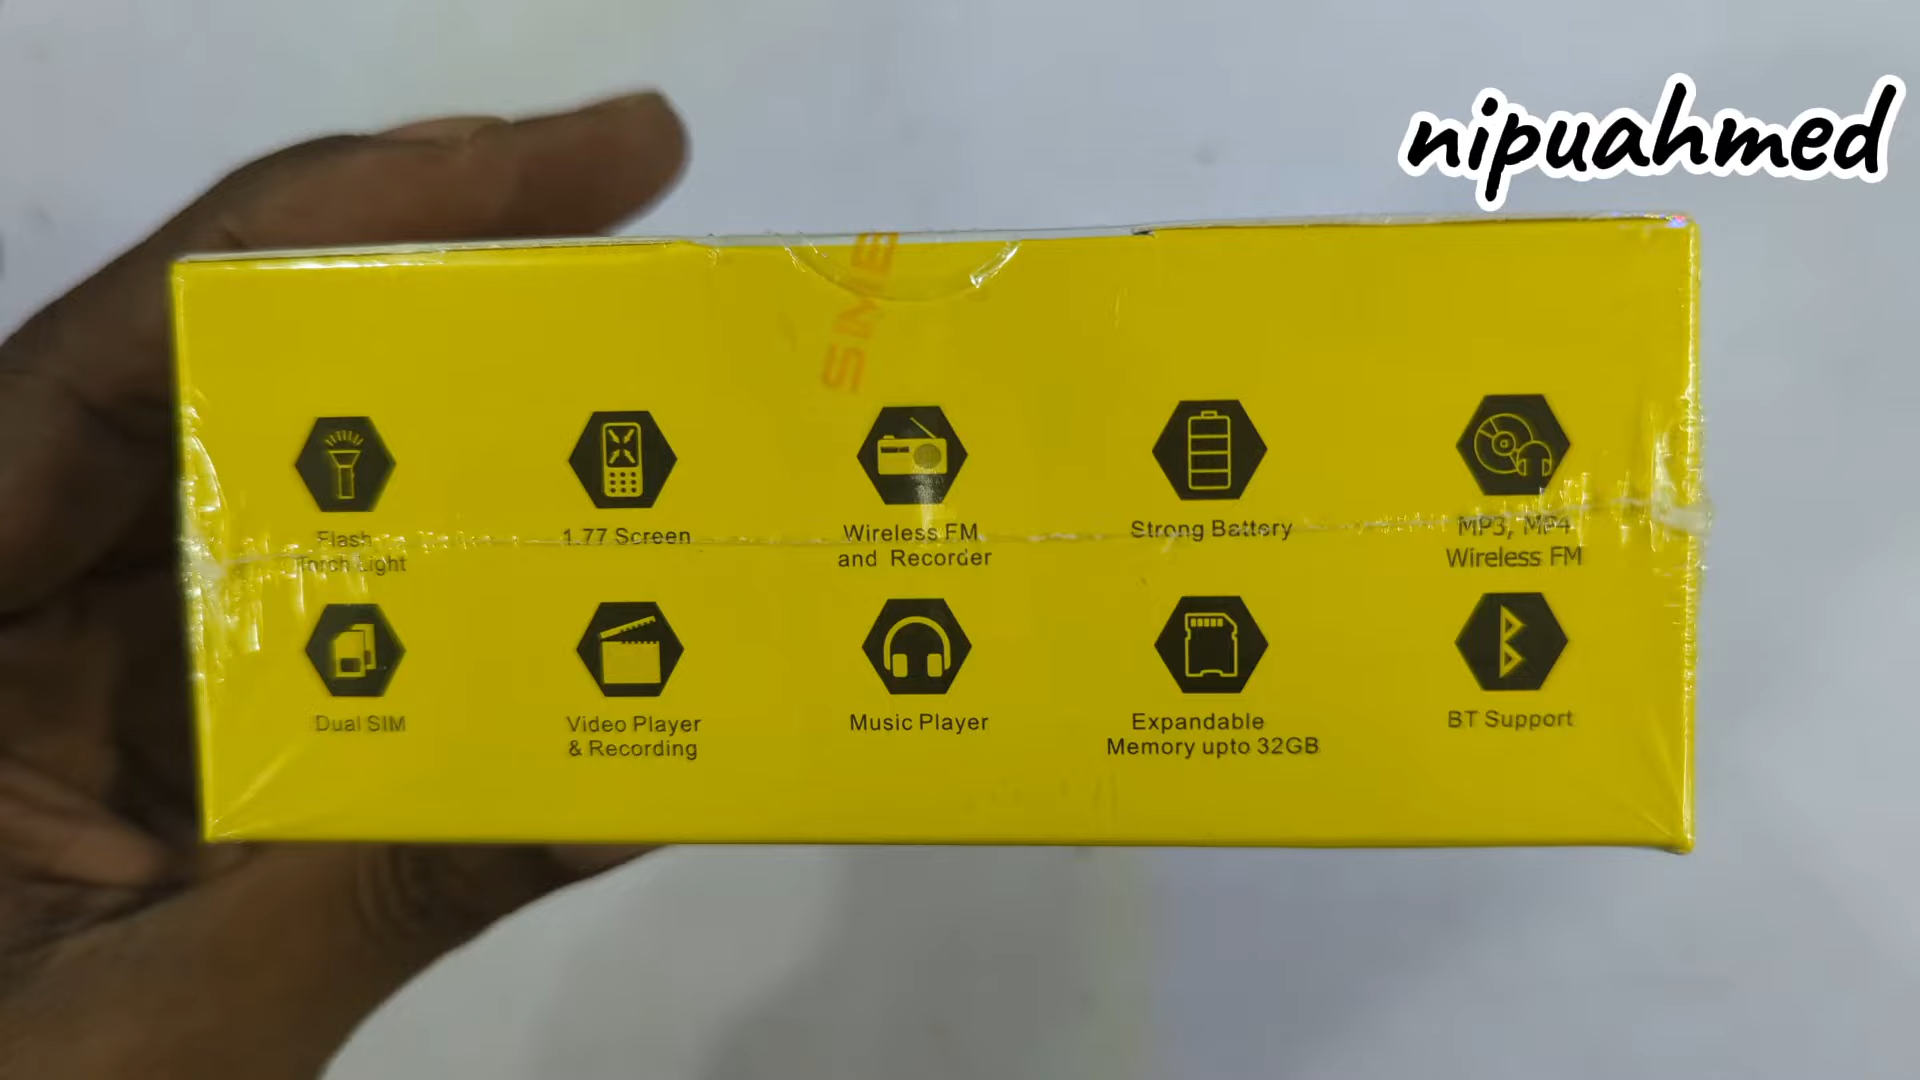 nipuahmed
SME
Flash
Torch Light
1.77 Screen
Wireless FM
and Recorder
Strong Battery
MP3, MP4
Wireless FM
Dual SIM
Video Player
& Recording
Music Player
Expandable
Memory upto 32GB
BT Support